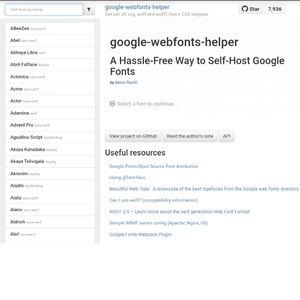 google-webfonts-helper
Get eot, ttf, svg, woff and woff2 files + CSS snippets
Star 7,936
ABeeZee sans-serif
Abel sans-serif
Abhaya Libre serif
Abril Fatface display
Aclonica sans-serif
Acme sans-serif
Actor sans-serif
Adamina serif
Advent Pro sans-serif
Aguafina Script handwriting
Akaya Kanadaka display
Akaya Telivigala display
Akronim display
Aladin handwriting
Alata sans-serif
Alatsi sans-serif
Aldrich sans-serif
Alef sans-serif
google-webfonts-helper
A Hassle-Free Way to Self-Host Google
Fonts
by Mario Ranftl
Select a font to continue...
View project on GitHub
Read the author's note
API
Useful resources
Google Fonts Open Source Font Attribution
Using @font-face
Beautiful Web Type - A showcase of the best typefaces from the Google web fonts directory
Can I use woff? (compatibility information)
WOFF 2.0 – Learn more about the next generation Web Font Format
Sample MIME server config (Apache, Nginx, IIS)
Google Fonts Webpack Plugin